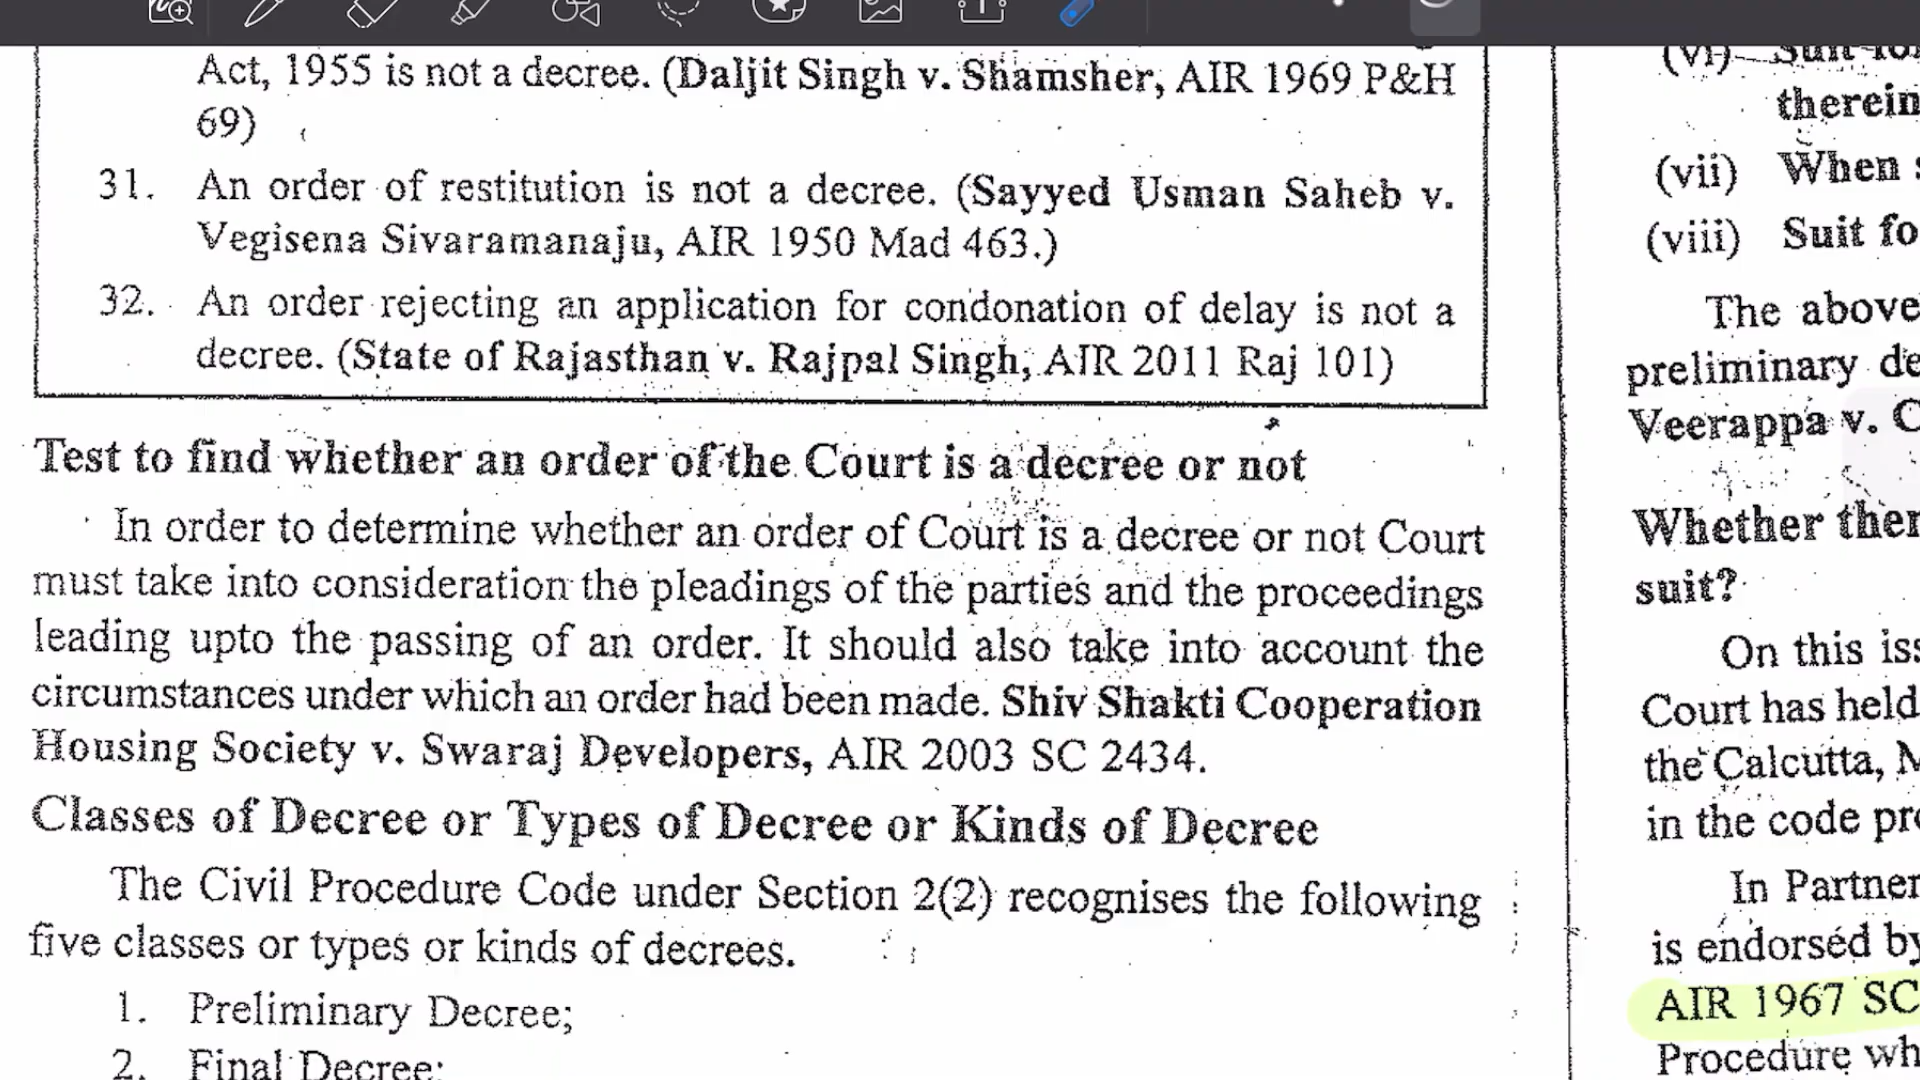 Act, 1955 is not a decree. (Daljit Singh v. Shamsher, AIR 1969 P&H
69)
31. An order of restitution is not a decree. (Sayyed Usman Saheb v.
Vegisena Sivaramanaju, AIR 1950 Mad 463.)
32. An order rejecting an application for condonation of delay is not a
decree. (State of Rajasthan v. Rajpal Singh, AIR 2011 Raj 101)
Test to find whether an order of the Court is a decree or not
In order to determine whether an order of Court is a decree or not Court
must take into consideration the pleadings of the parties and the proceedings
leading upto the passing of an order. It should also take into account the
circumstances under which an order had been made. Shiv Shakti Cooperation
Housing Society v. Swaraj Developers, AIR 2003 SC 2434.
Classes of Decree or Types of Decree or Kinds of Decree
The Civil Procedure Code under Section 2(2) recognises the following
five classes or types or kinds of decrees.
1. Preliminary Decree;
2. Final Decree;
(vi) Suit for
therein
(vii) When
(viii) Suit fo
The above
preliminary de
Veerappa v. C
Whether ther
suit?
On this iss
Court has held
the Calcutta, M
in the code pro
In Partner
is endorsed by
AIR 1967 SC
Procedure wh